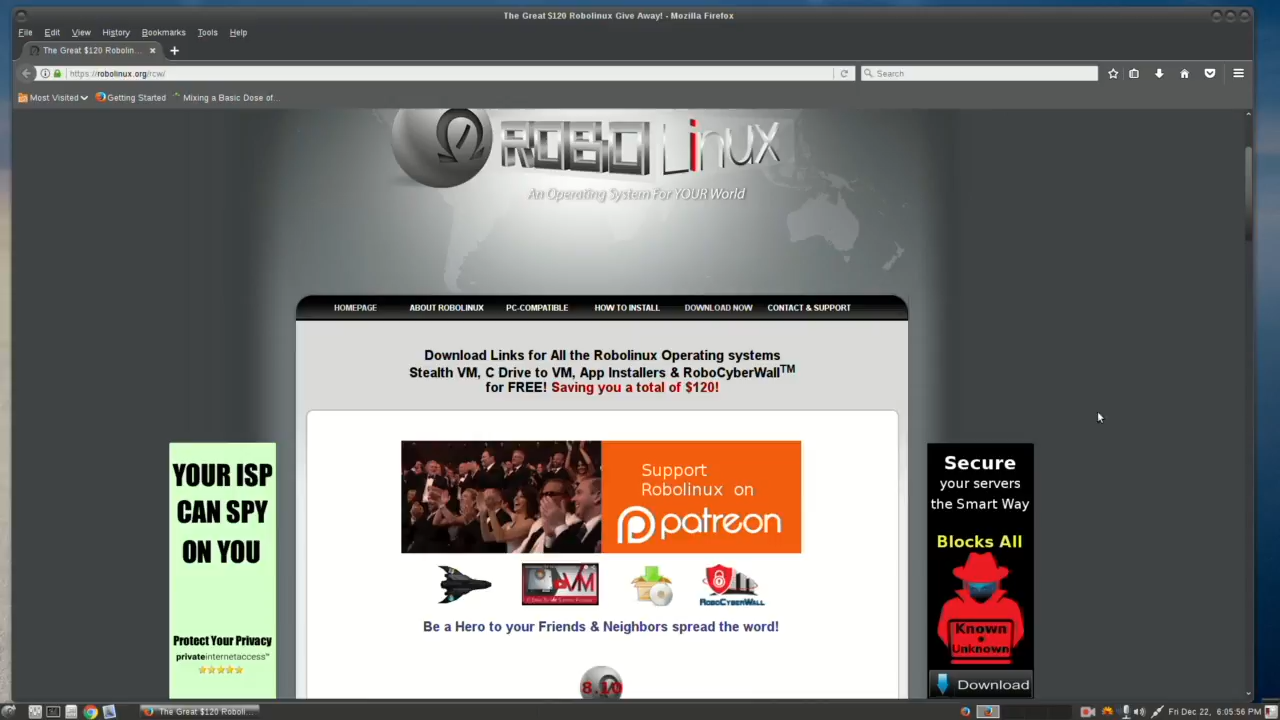 The Great $120 Robolinux Give Away! - Mozilla Firefox
File Edit View History Bookmarks Tools Help
The Great $120 Robolin...
https://robolinux.org/rcw/
Search
Most Visited
Getting Started
Mixing a Basic Dose of...
ROBOLinux
An Operating System For YOUR World
HOMEPAGE ABOUT ROBOLINUX PC-COMPATIBLE HOW TO INSTALL DOWNLOAD NOW CONTACT & SUPPORT
Download Links for All the Robolinux Operating systems
Stealth VM, C Drive to VM, App Installers & RoboCyberWall™
for FREE! Saving you a total of $120!
Support
Robolinux on
patreon
VM
ROBOCYBERWALL
Be a Hero to your Friends & Neighbors spread the word!
8.10
YOUR ISP
CAN SPY
ON YOU
Protect Your Privacy
privateinternetaccess™
Secure
your servers
the Smart Way
Blocks All
Known
Unknown
Download
The Great $120 Roboli...
Fri Dec 22, 6:05:56 PM